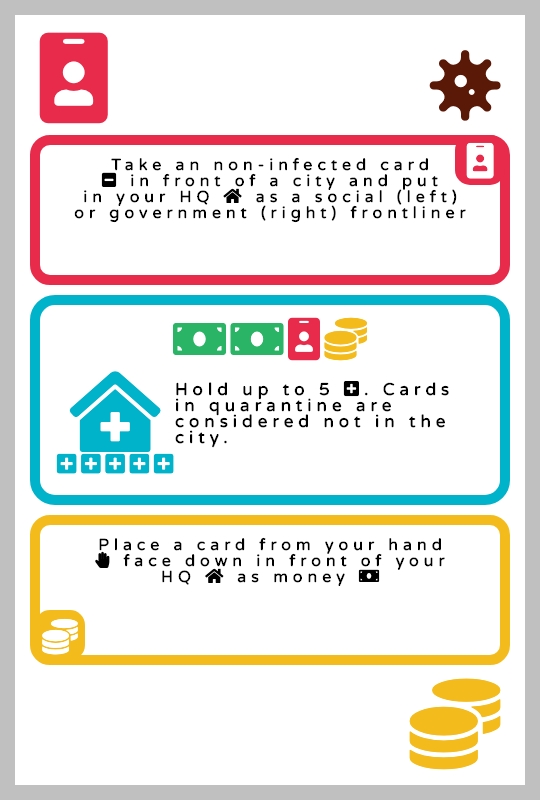 Take an non-infected card
in front of a city and put
in your HQ as a social (left)
or government (right) frontliner
Hold up to 5 . Cards
in quarantine are
considered not in the
city.
Place a card from your hand
face down in front of your
HQ as money